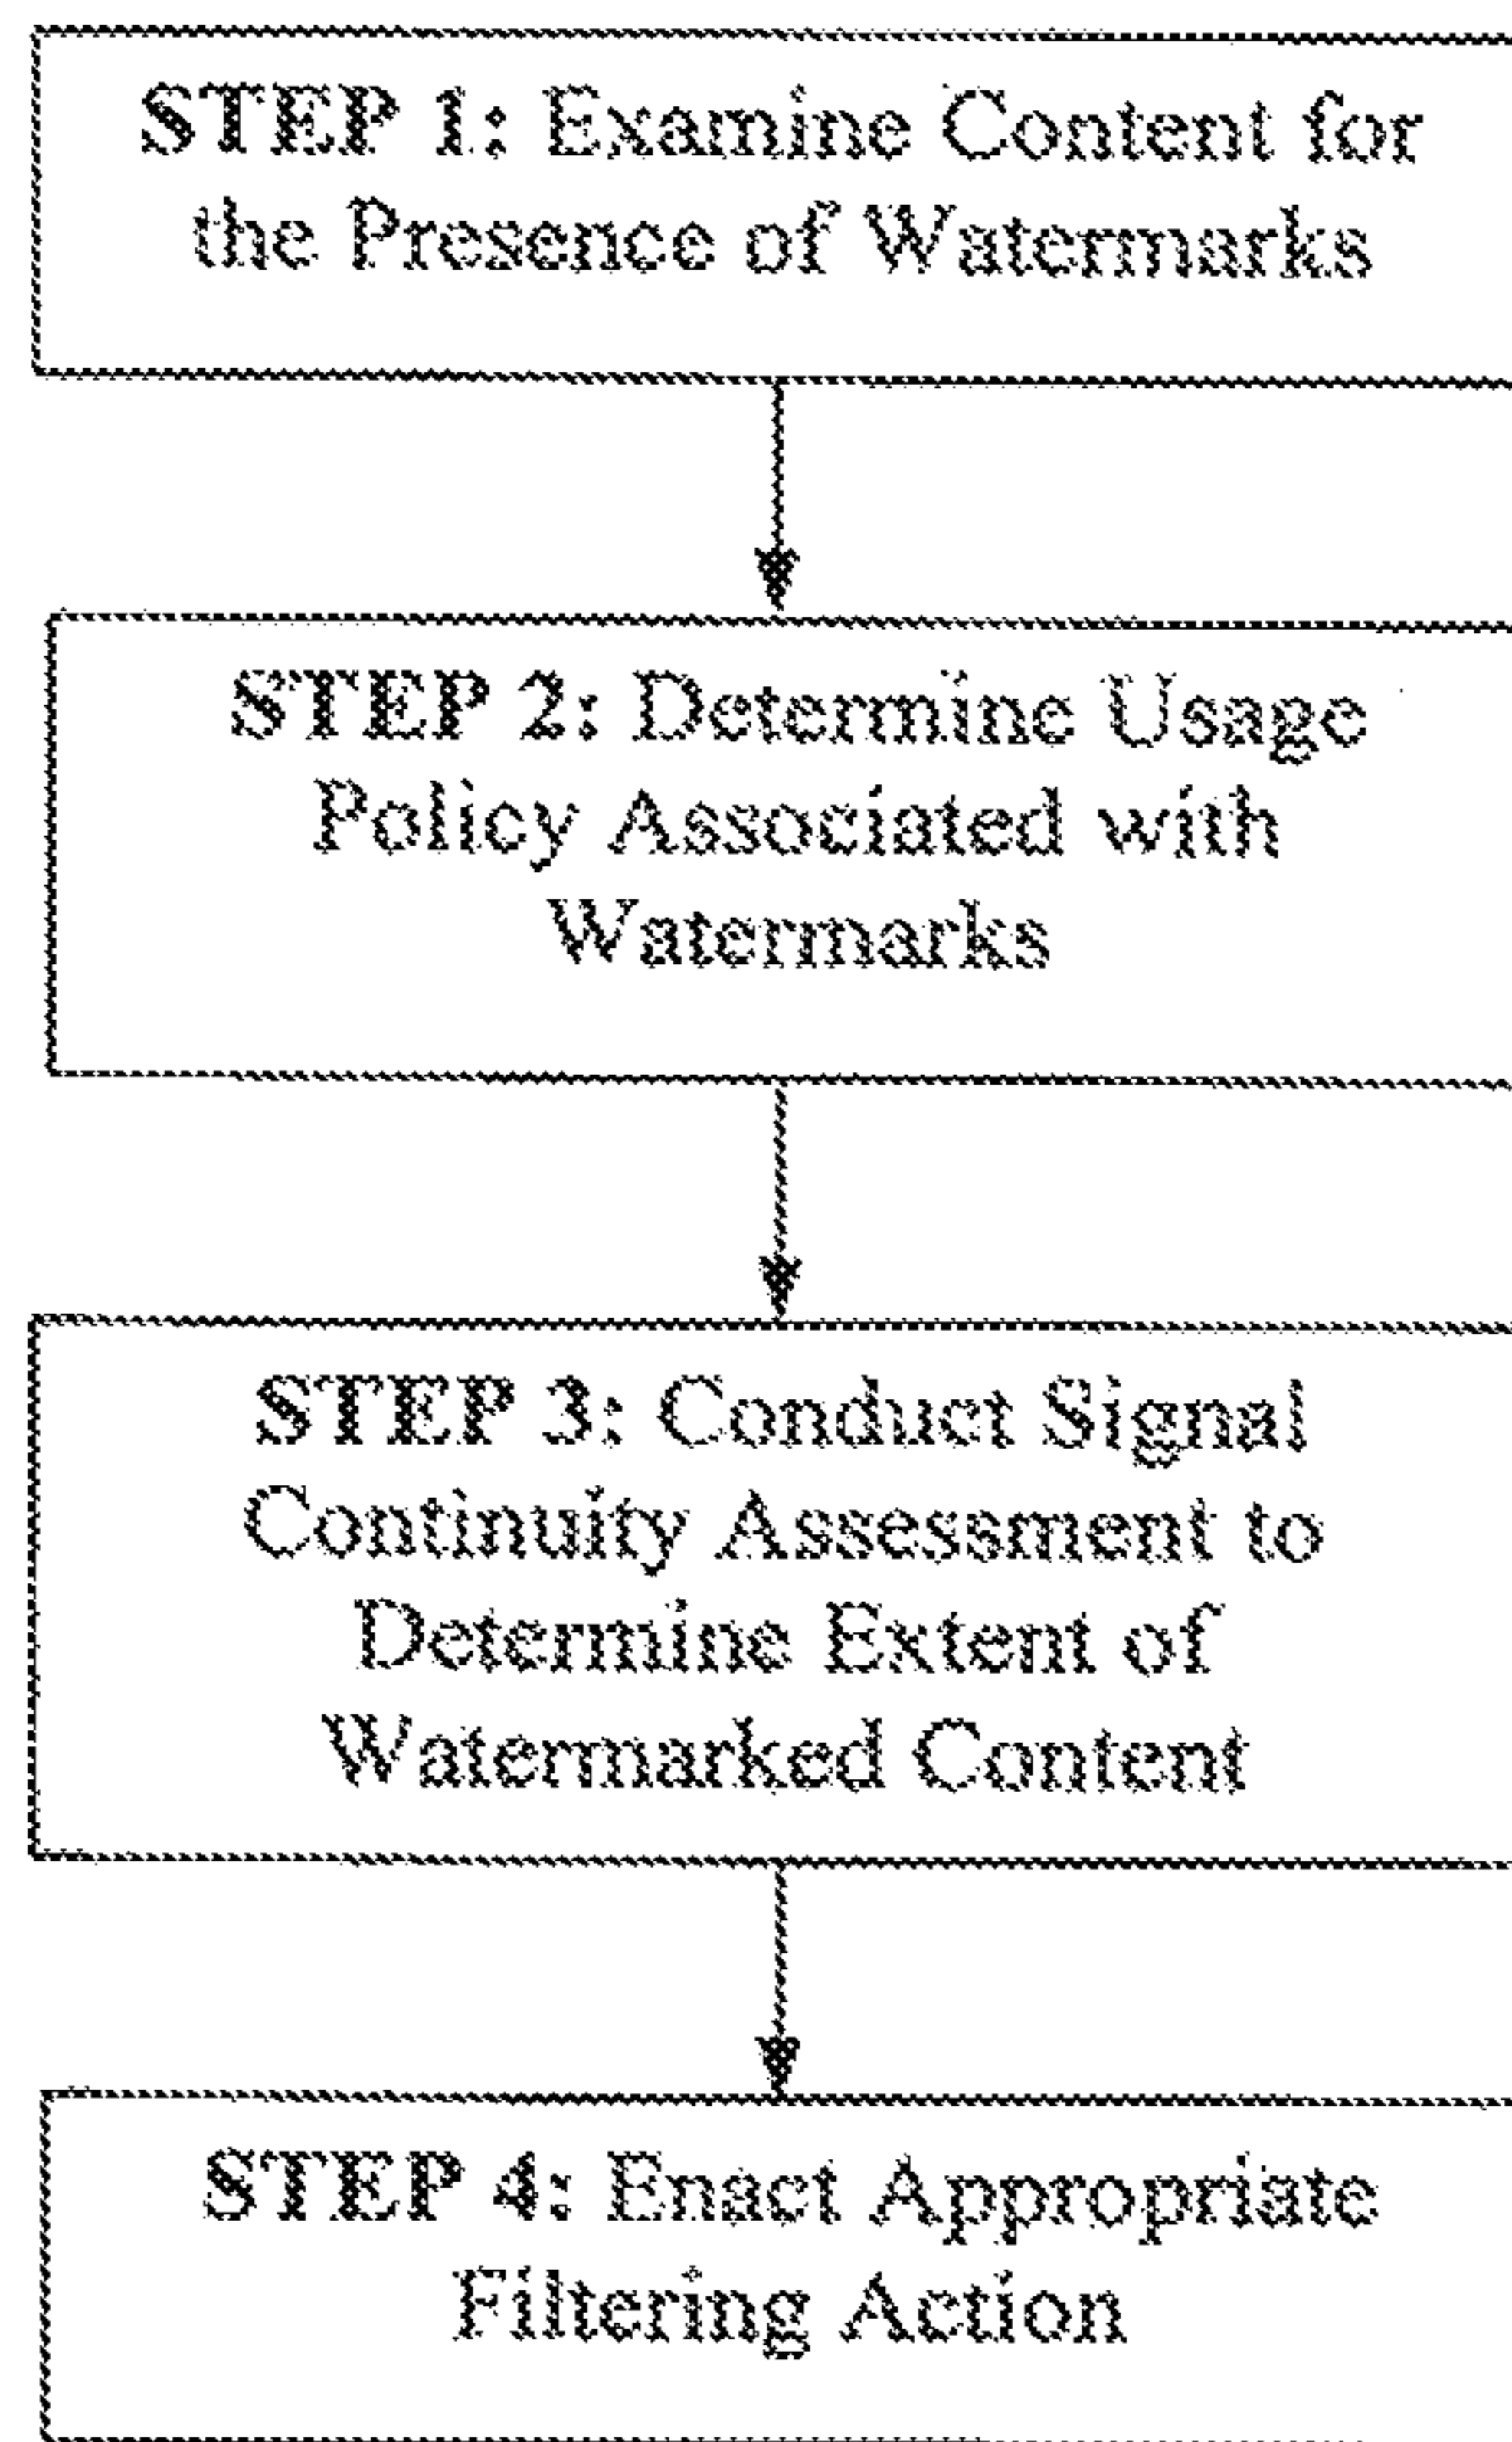 STEP 1: Examine Content for
the Presence of Watermarks
STEP 2: Determine Usage
Policy Associated with
Watermarks
STEP 3: Conduct Signal
Continuity Assessment to
Determine Extent of
Watermarked Content
STEP 4: Enact Appropriate
Filtering Action